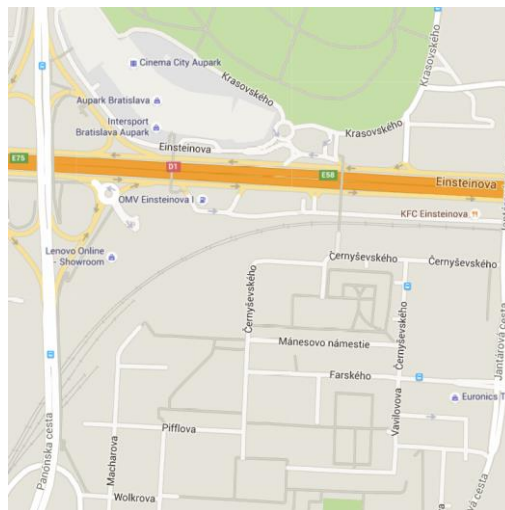 Cinema City Aupark
Krasovského
Krasovského
Aupark Bratislava
Intersport
Bratislava Aupark
Krasovského
Einsteinova
E75
D1
E58
Einsteinova
OMV Einsteinova I
KFC Einsteinova
Lenovo Online
- Showroom
Černyševského
Černyševského
Černyševského
Černyševského
Mánesovo námestie
Jantárová cesta
Farského
Euronics T
Vavilovova
Pifflova
Macharova
Panónska cesta
Wolkrova
Jantárová cesta